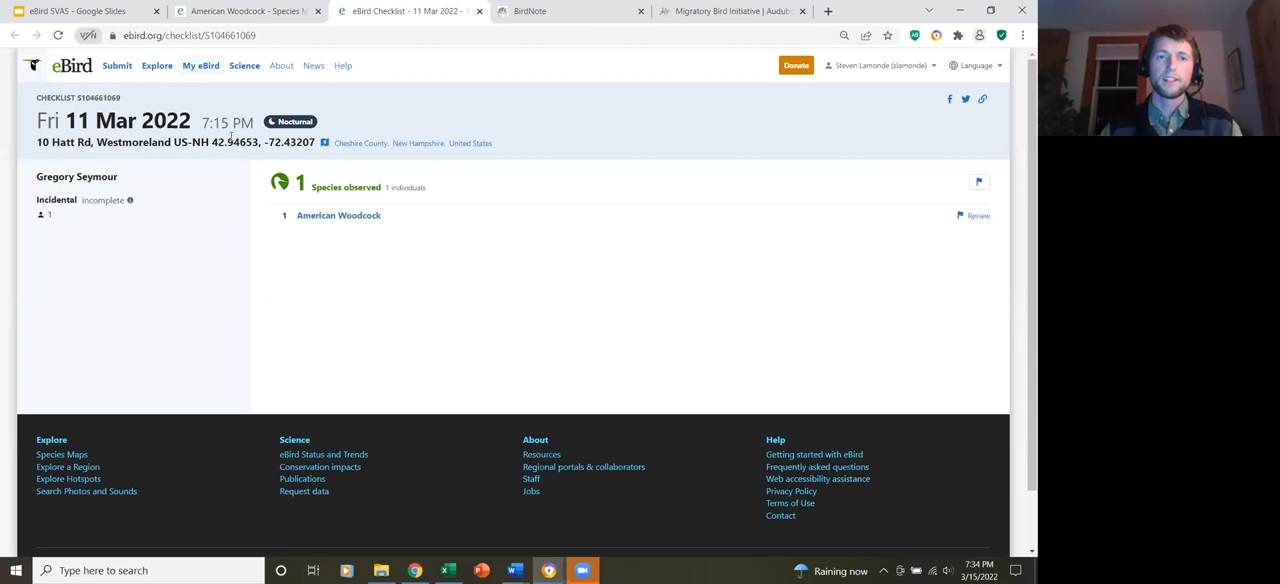 eBird SVAS - Google Slides
American Woodcock - Species M
eBird Checklist - 11 Mar 2022 -
BirdNote
Migratory Bird Initiative | Audub
VPN
ebird.org/checklist/S104661069
eBird
Submit
Explore
My eBird
Science
About
News
Help
Donate
Steven Lamonde (slamonde)
Language
CHECKLIST S104661069
Fri 11 Mar 2022 7:15 PM Nocturnal
10 Hatt Rd, Westmoreland US-NH 42.94653, -72.43207 Cheshire County, New Hampshire, United States
Gregory Seymour
Incidental Incomplete
1
1 Species observed 1 individuals
1 American Woodcock
Review
Explore
Species Maps
Explore a Region
Explore Hotspots
Search Photos and Sounds
Science
eBird Status and Trends
Conservation impacts
Publications
Request data
About
Resources
Regional portals & collaborators
Staff
Jobs
Help
Getting started with eBird
Frequently asked questions
Web accessibility assistance
Privacy Policy
Terms of Use
Contact
Type here to search
Raining now
7:34 PM
3/15/2022